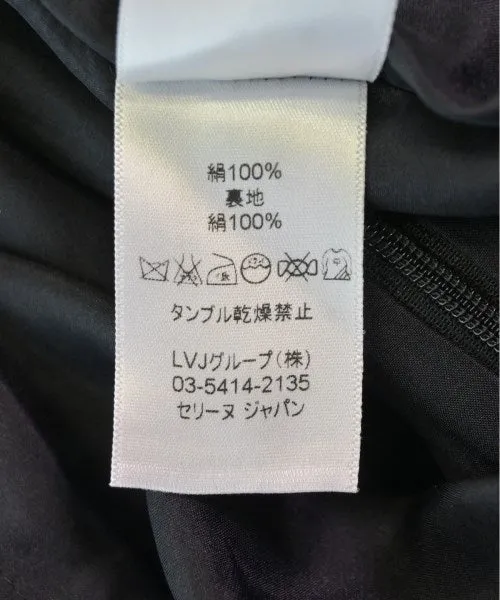 絹100%
裏地
絹100%
タンブル乾燥禁止
LVJグループ(株)
03-5414-2135
セリーヌ ジャパン